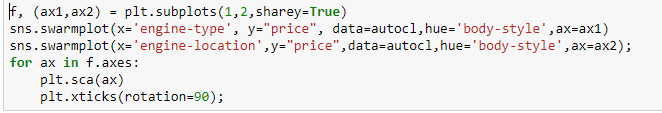 f, (ax1,ax2) = plt.subplots(1,2,sharey=True)
sns.swarmplot(x='engine-type', y="price", data=autocl,hue='body-style',ax=ax1)
sns.swarmplot(x='engine-location',y="price",data=autocl,hue='body-style',ax=ax2);
for ax in f.axes:
    plt.sca(ax)
    plt.xticks(rotation=90);